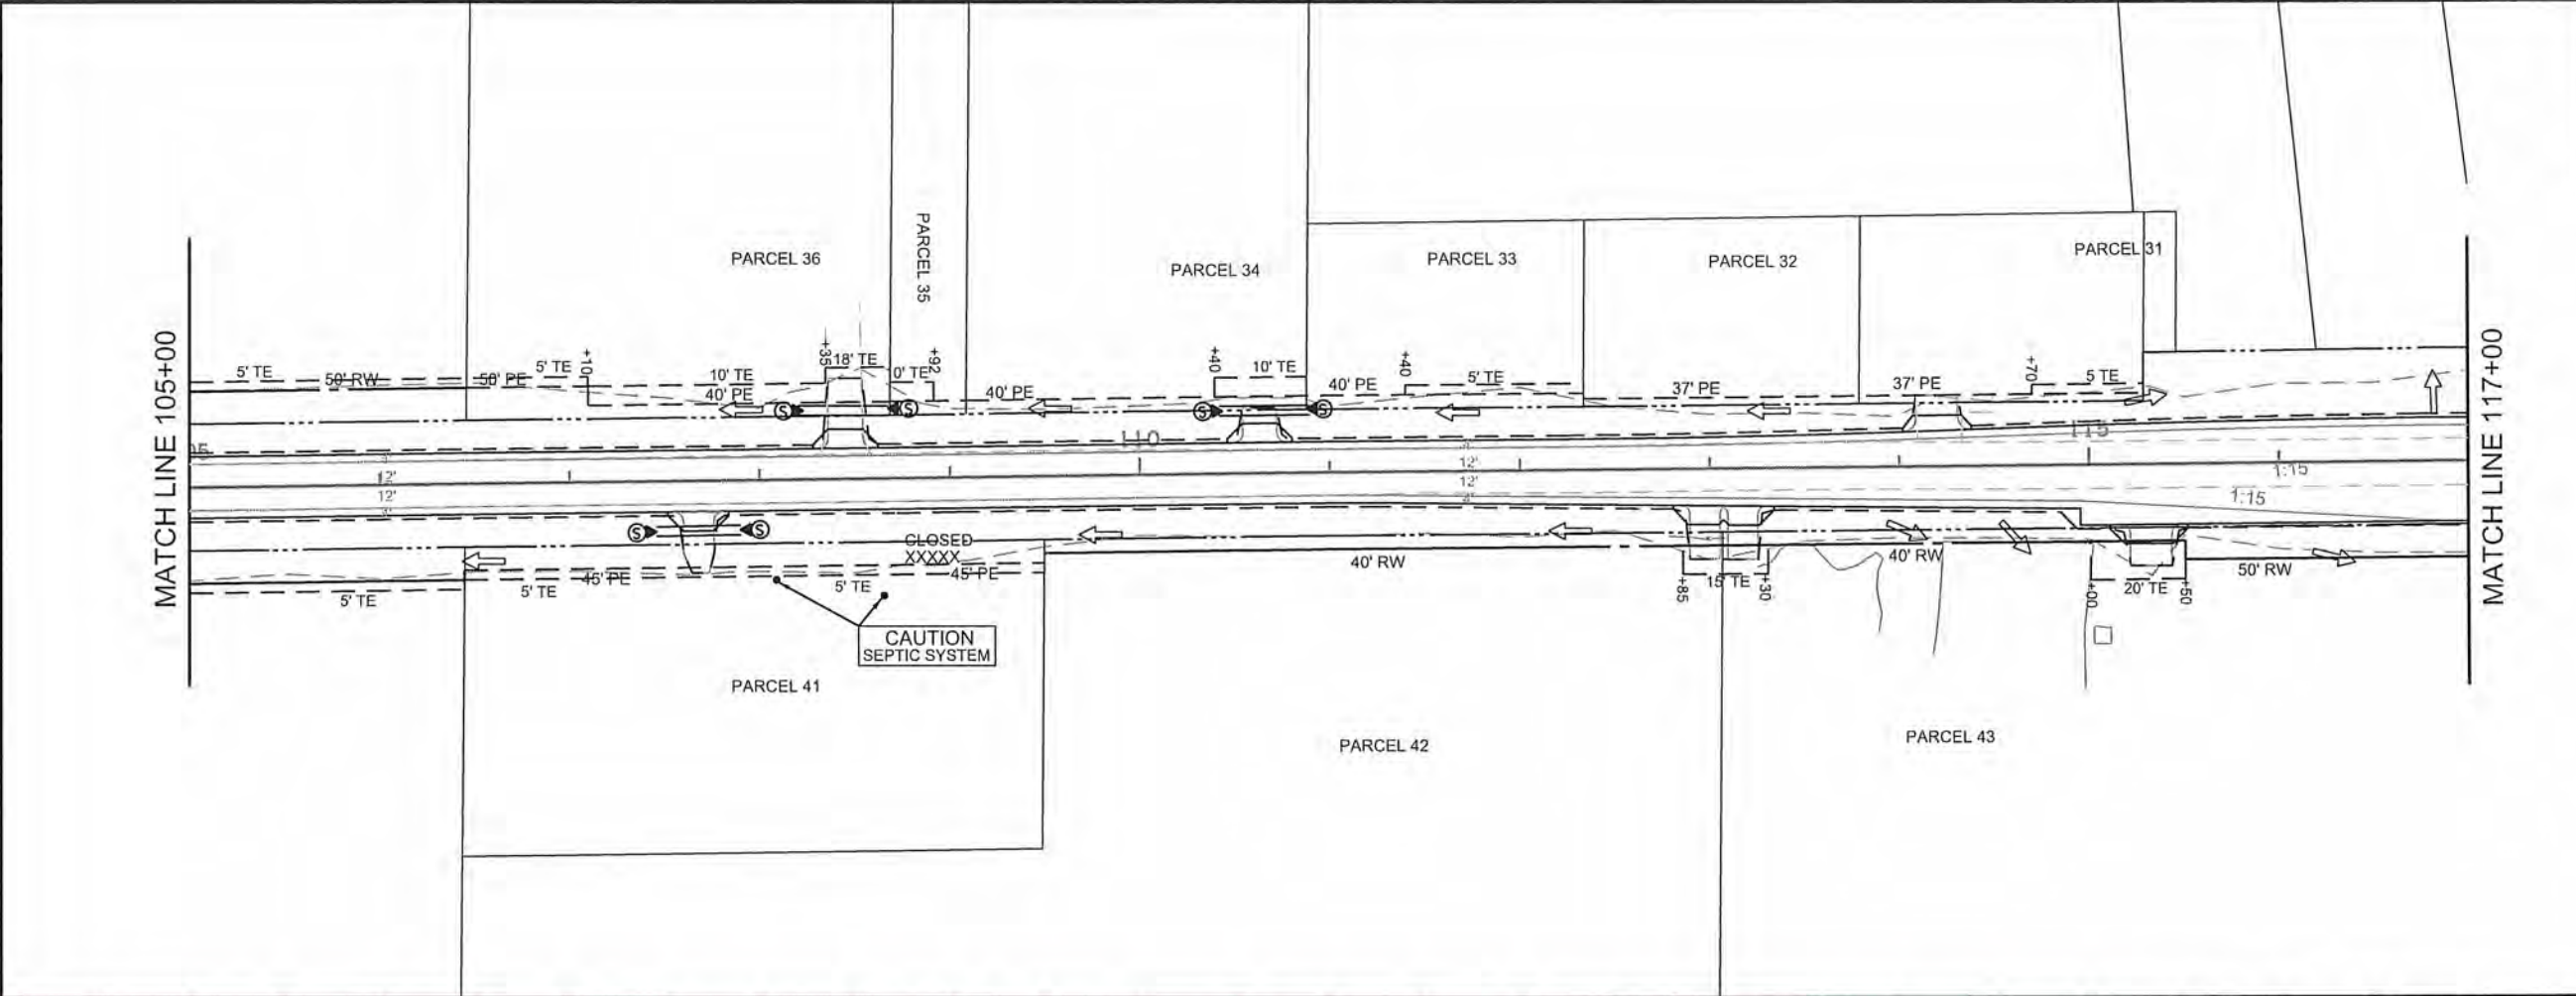 PARCEL 36
PARCEL 35
PARCEL 34
PARCEL 33
PARCEL 32
PARCEL 31
MATCH LINE 105+00
MATCH LINE 117+00
5' TE
50' RW
50' PE
5' TE
+10
10' TE
40' PE
+35
18' TE
0' TE
+92
40' PE
+40
10' TE
40' PE
+40
5' TE
37' PE
37' PE
+70
5 TE
110
115
12'
12'
12'
12'
1:15
1:15
S
S
S
S
S
S
CLOSED
XXXXX
45' PE
45' PE
5' TE
5' TE
5' TE
CAUTION
SEPTIC SYSTEM
40' RW
+85
15' TE
+30
40' RW
+00
20' TE
+50
50' RW
PARCEL 41
PARCEL 42
PARCEL 43